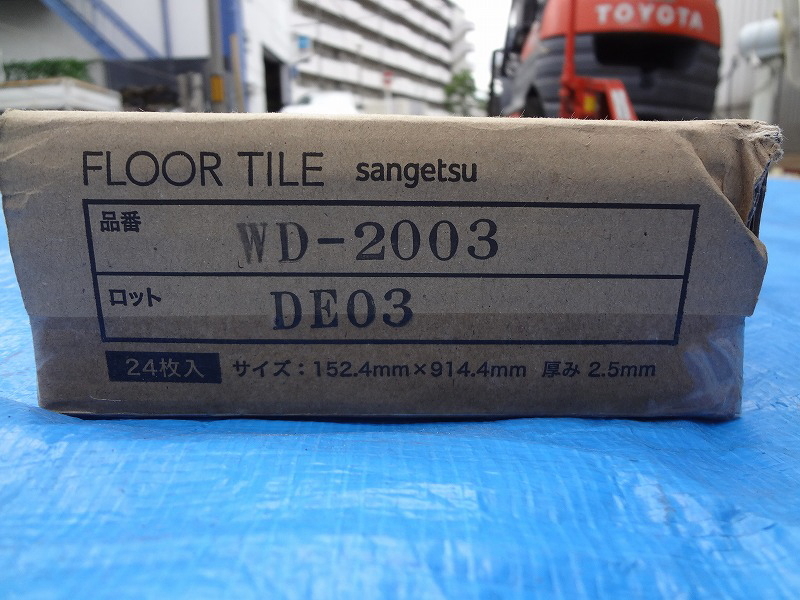 TOYOTA
FLOOR TILE sangetsu
品番 WD-2003
ロット DE03
24枚入 サイズ：152.4mm×914.4mm 厚み 2.5mm